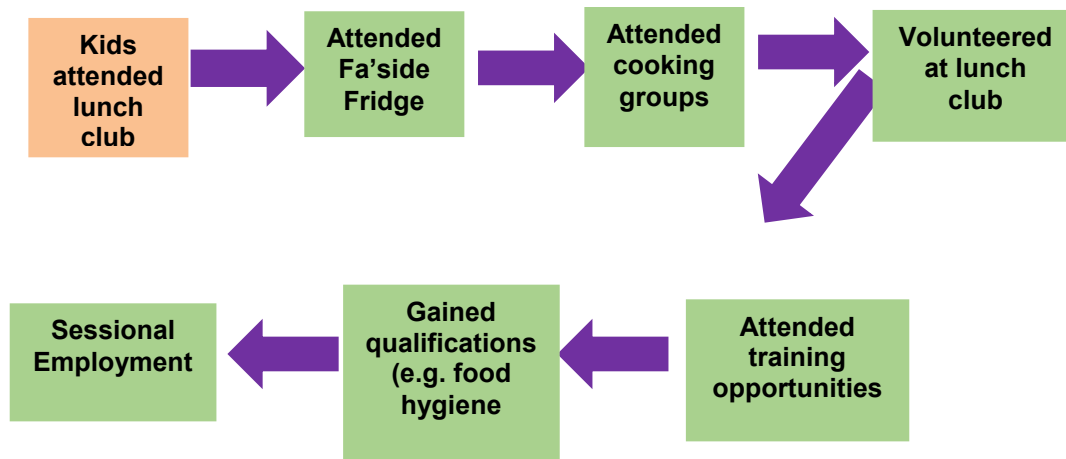 Kids
attended
lunch
club
Attended
Fa’side
Fridge
Attended
cooking
groups
Volunteered
at lunch
club
Attended
training
opportunities
Gained
qualifications
(e.g. food
hygiene
Sessional
Employment